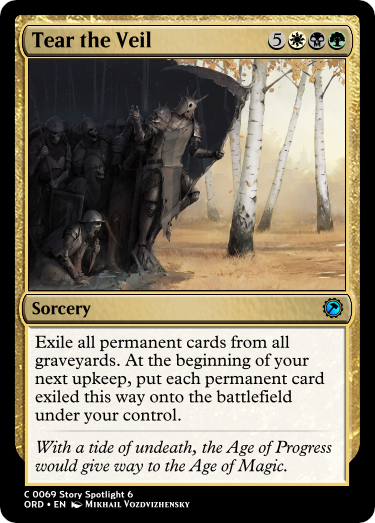 Tear the Veil 5
Sorcery
Exile all permanent cards from all
graveyards. At the beginning of your
next upkeep, put each permanent card
exiled this way onto the battlefield
under your control.
With a tide of undeath, the Age of Progress
would give way to the Age of Magic.
C 0069 Story Spotlight 6
ORD • EN Mikhail Vozdvizhensky